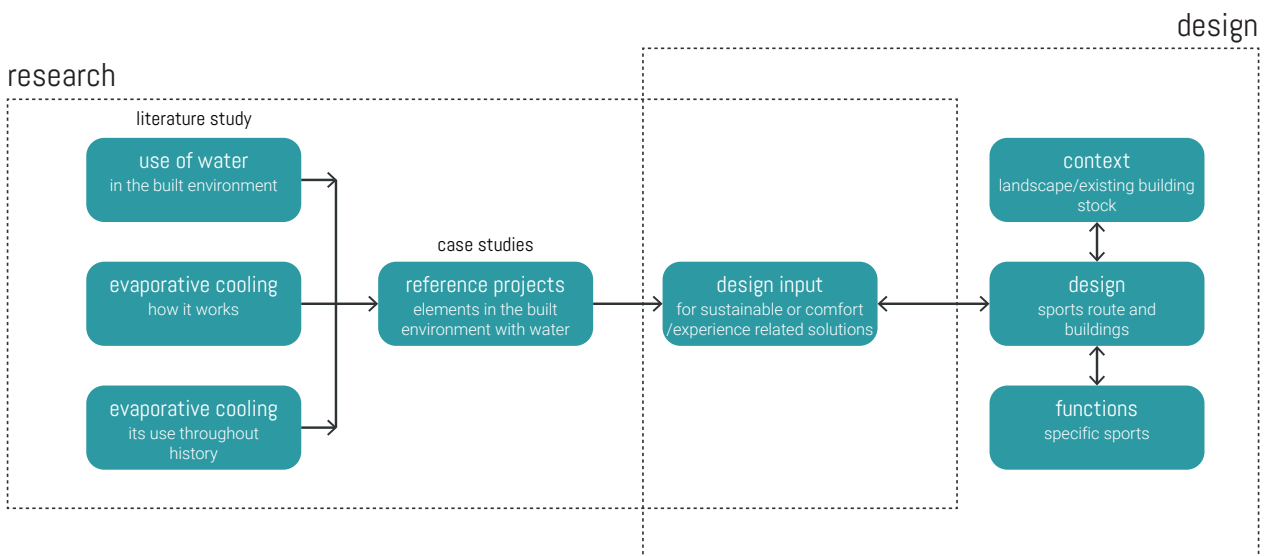 design
research
literature study
use of water
in the built environment
evaporative cooling
how it works
evaporative cooling
its use throughout
history
case studies
reference projects
elements in the built
environment with water
design input
for sustainable or comfort
/experience related solutions
context
landscape/existing building
stock
design
sports route and
buildings
functions
specific sports